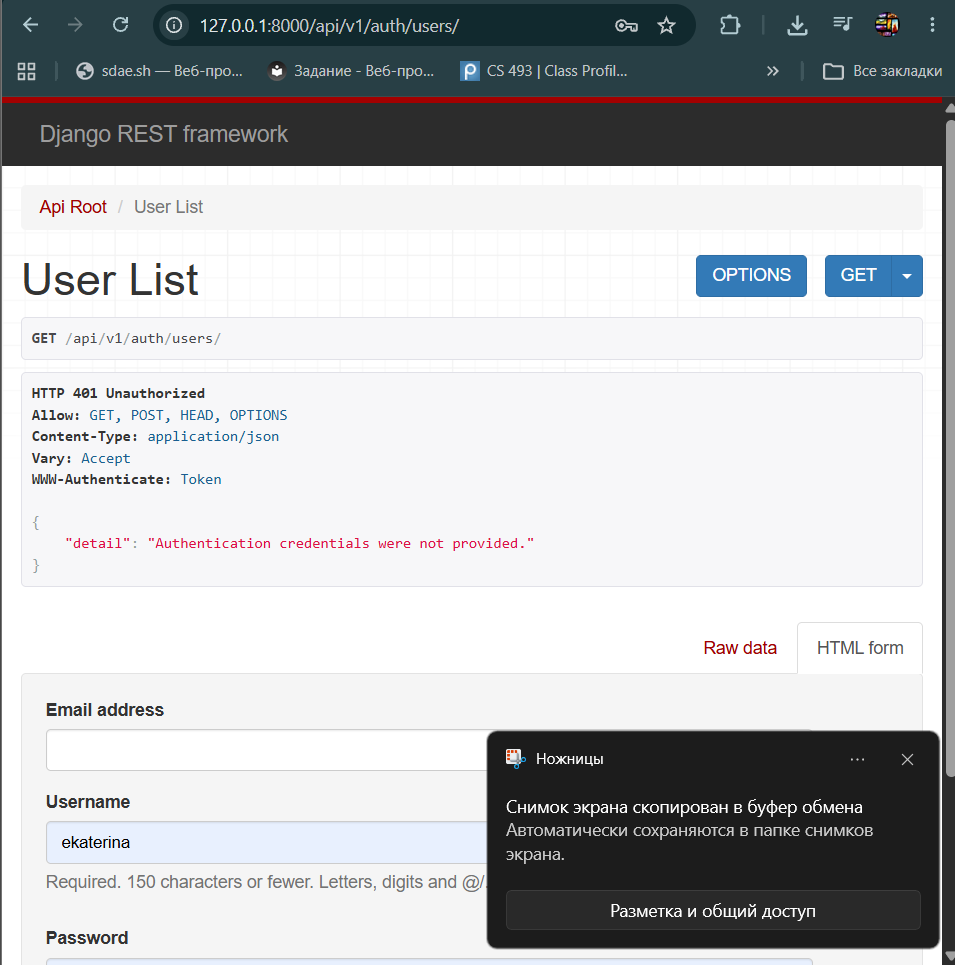 127.0.0.1:8000/api/v1/auth/users/
sdae.sh — Веб-про...
Задание - Веб-про...
CS 493 | Class Profil...
»
Все закладки
Django REST framework
Api Root / User List
User List
OPTIONS
GET
GET /api/v1/auth/users/
HTTP 401 Unauthorized
Allow: GET, POST, HEAD, OPTIONS
Content-Type: application/json
Vary: Accept
WWW-Authenticate: Token
{
"detail": "Authentication credentials were not provided."
}
Raw data
HTML form
Email address
Username
ekaterina
Required. 150 characters or fewer. Letters, digits and @/.
Password
Ножницы
Снимок экрана скопирован в буфер обмена
Автоматически сохраняются в папке снимков
экрана.
Разметка и общий доступ